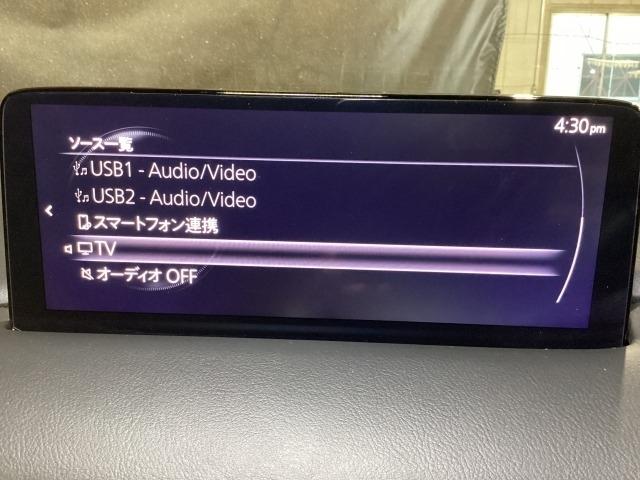 4:30pm
ソース一覧
USB1 - Audio/Video
USB2 - Audio/Video
スマートフォン連携
TV
オーディオ OFF